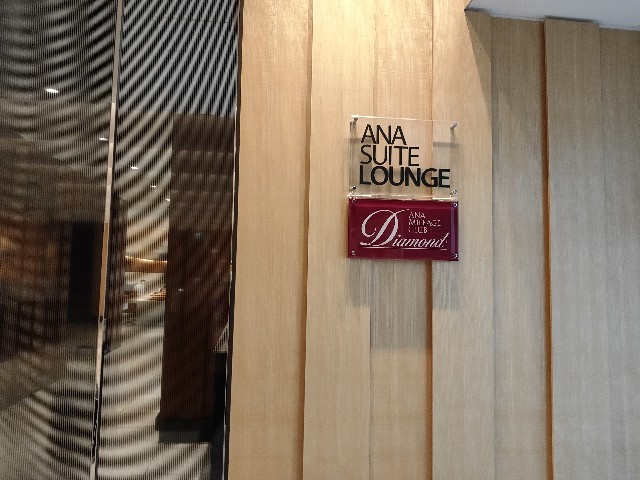 ANA
SUITE
LOUNGE
ANA
MILEAGE
CLUB
Diamond